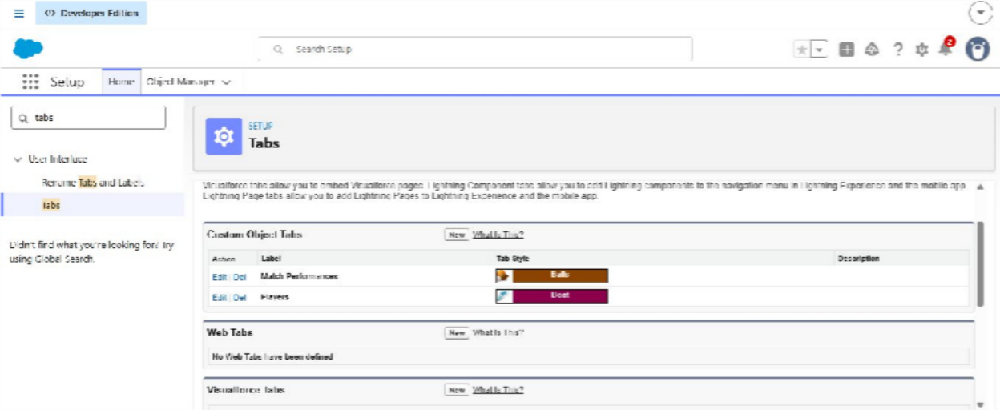 Developer Edition
Search Setup
2
Setup
Home
Object Manager
tabs
SETUP
Tabs
User Interface
Rename Tabs and Labels
Tabs
Didn't find what you're looking for? Try
using Global Search.
Visualforce tabs allow you to embed Visualforce pages. Lightning Component tabs allow you to add Lightning components to the navigation menu in Lightning Experience and the mobile app.
Lightning Page tabs allow you to add Lightning Pages to Lightning Experience and the mobile app.
Custom Object Tabs
New
What Is This?
Action
Label
Tab Style
Description
Edit | Del
Match Performances
Balls
Edit | Del
Players
Boat
Web Tabs
New
What Is This?
No Web Tabs have been defined
Visualforce Tabs
New
What Is This?